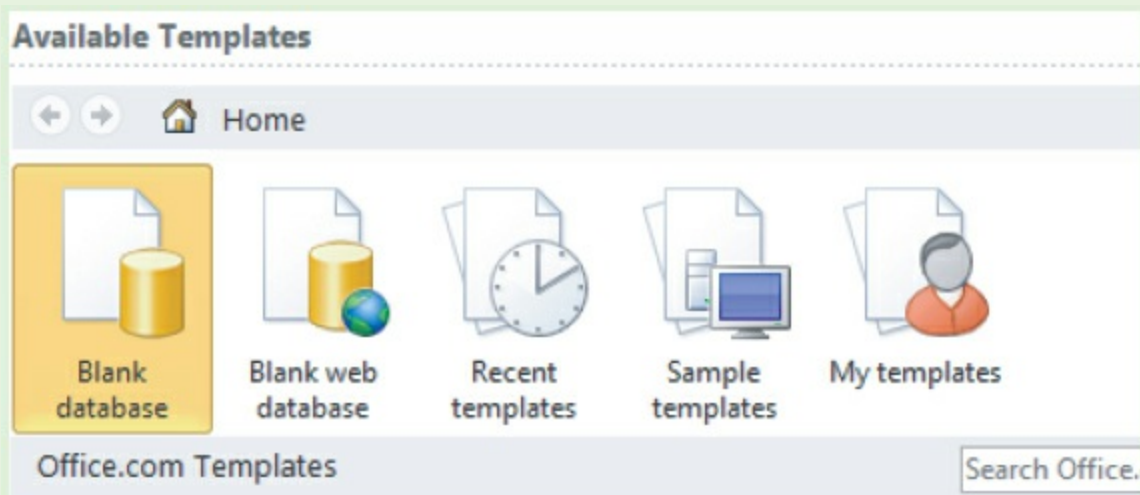 Available Templates
Home
Blank database
Blank web database
Recent templates
Sample templates
My templates
Office.com Templates
Search Office.